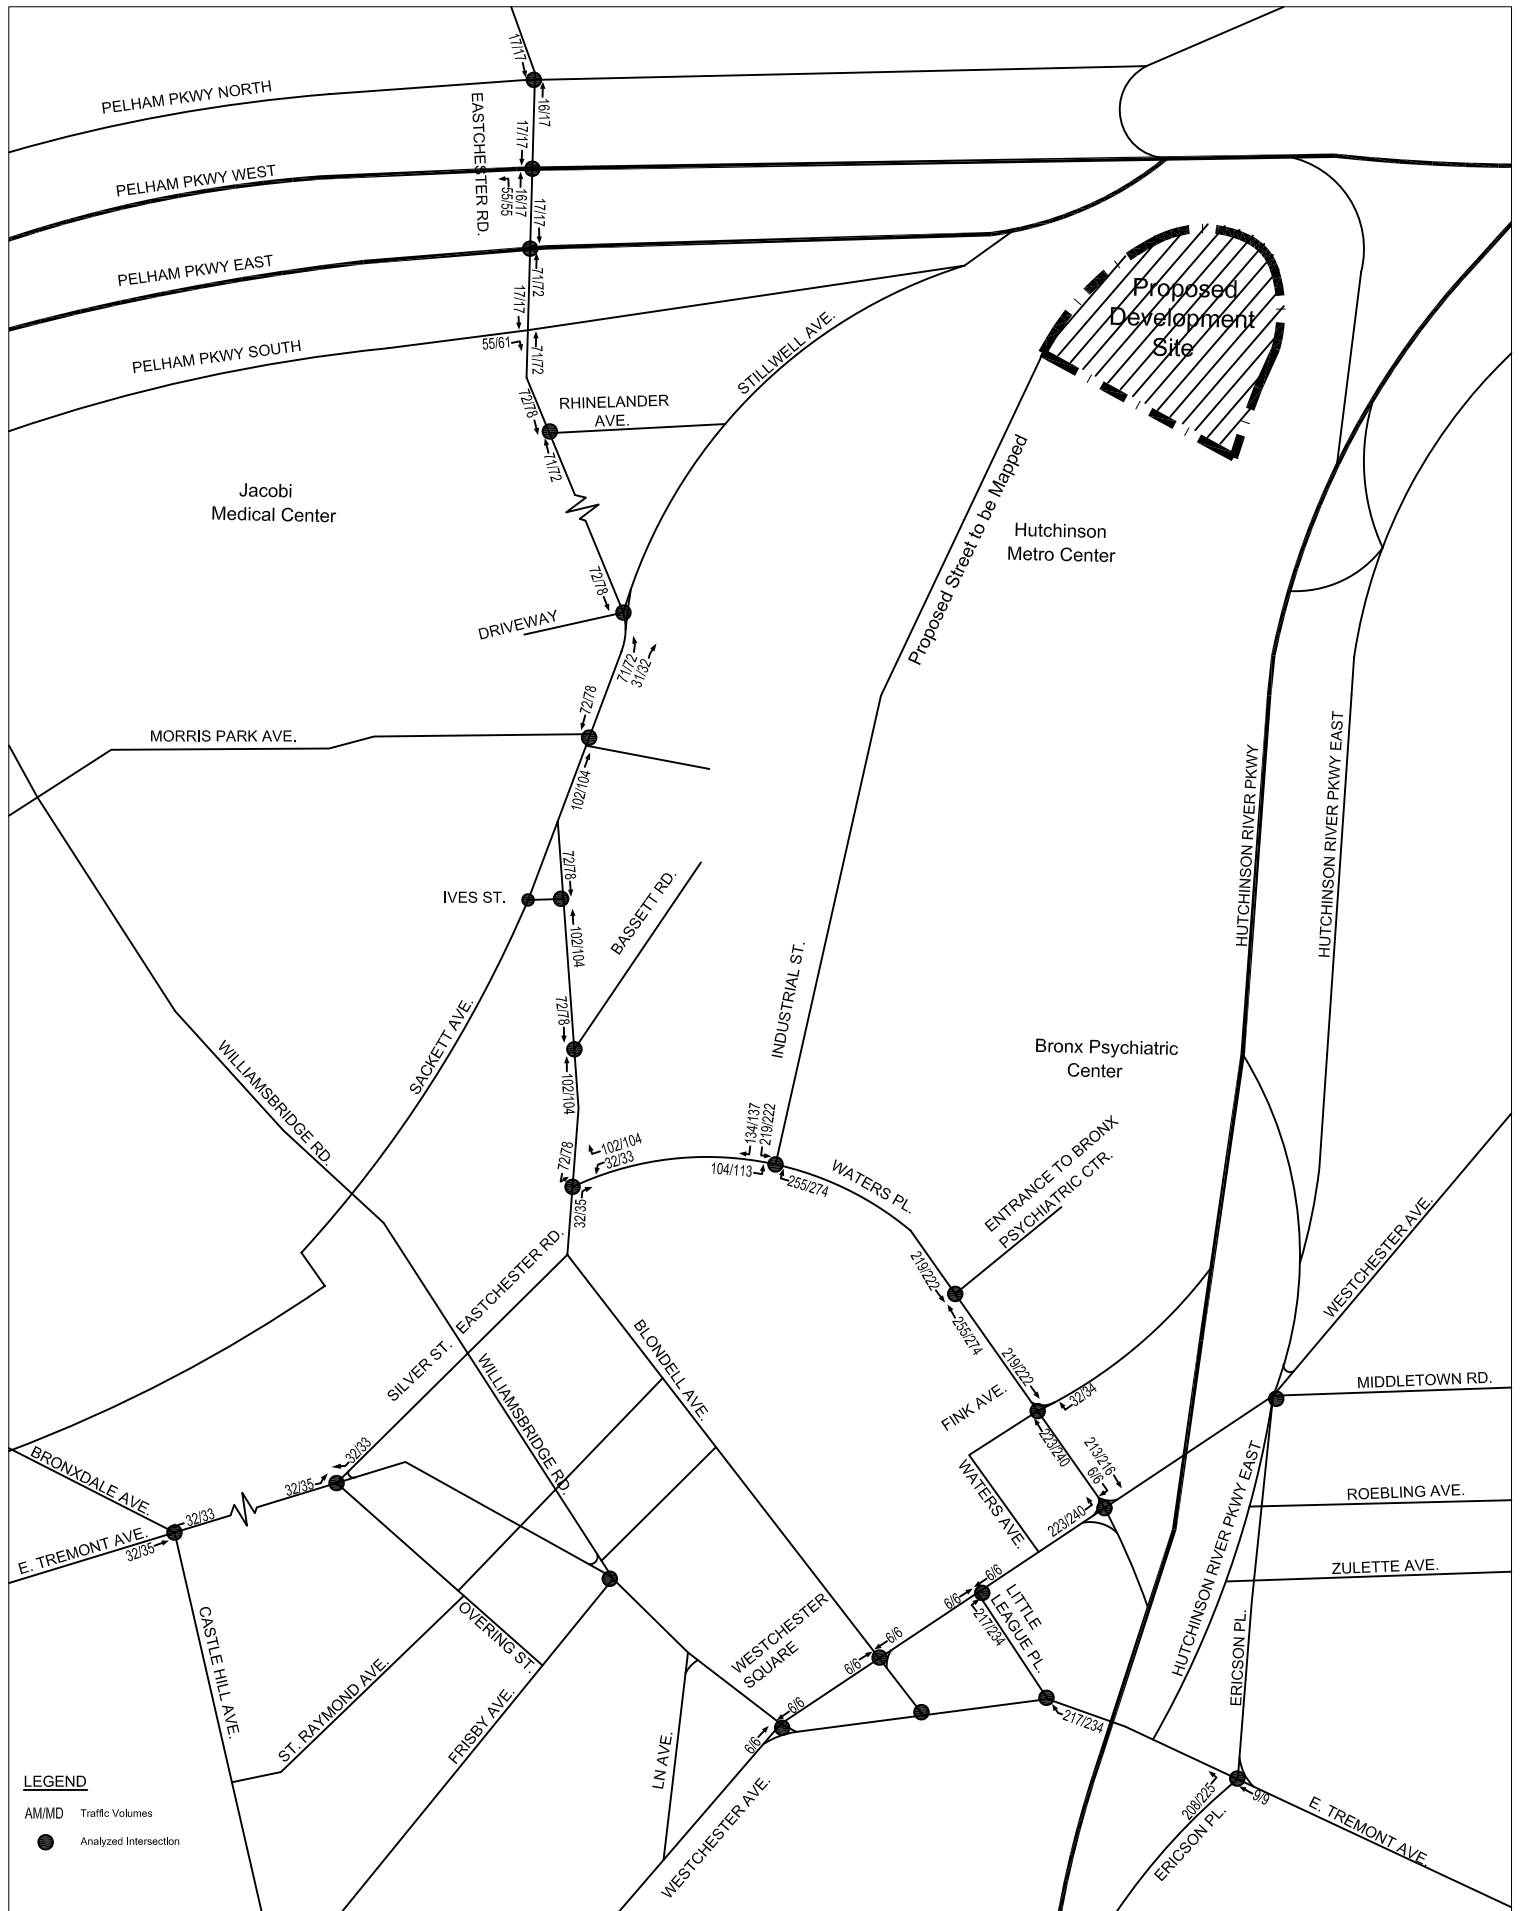 17/17
PELHAM PKWY NORTH
16/17
EASTCHESTER RD.
17/17
PELHAM PKWY WEST
55/55
16/17
17/17
PELHAM PKWY EAST
71/72
17/17
PELHAM PKWY SOUTH
55/61
71/72
STILLWELL AVE.
Proposed
Development
Site
72/78
RHINELANDER
AVE.
71/72
Jacobi
Medical Center
Proposed Street to be Mapped
Hutchinson
Metro Center
72/78
DRIVEWAY
71/72
31/32
72/78
MORRIS PARK AVE.
102/104
HUTCHINSON RIVER PKWY
HUTCHINSON RIVER PKWY EAST
72/78
IVES ST.
102/104
BASSETT RD.
INDUSTRIAL ST.
72/78
SACKETT AVE.
WILLIAMSBRIDGE RD.
102/104
Bronx Psychiatric
Center
72/78
102/104
32/33
134/137
219/222
104/113
255/274
32/35
WATERS PL.
ENTRANCE TO BRONX
PSYCHIATRIC CTR.
WESTCHESTER AVE.
219/222
255/274
EASTCHESTER RD.
SILVER ST.
WILLIAMSBRIDGE RD.
BLONDELL AVE.
219/222
32/34
FINK AVE.
MIDDLETOWN RD.
223/240
213/216
6/6
BRONXDALE AVE.
32/33
32/35
WATERS AVE.
223/240
ROEBLING AVE.
HUTCHINSON RIVER PKWY EAST
E. TREMONT AVE.
32/33
32/35
ZULETTE AVE.
6/6
6/6
LITTLE
LEAGUE PL.
217/234
CASTLE HILL AVE.
OVERING ST.
WESTCHESTER
SQUARE
6/6
6/6
ERICSON PL.
ST. RAYMOND AVE.
FRISBY AVE.
LN AVE.
6/6
6/6
217/234
WESTCHESTER AVE.
208/225
9/9
ERICSON PL.
E. TREMONT AVE.
LEGEND
AM/MD Traffic Volumes
Analyzed Intersection